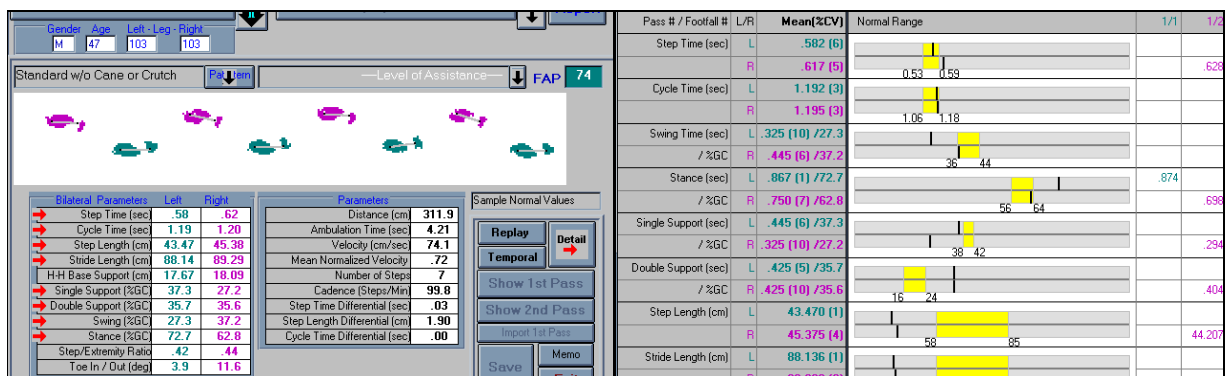 Gender Age Left - Leg - Right
M 47 103 103
Standard w/o Cane or Crutch Pattern —Level of Assistance— FAP 74
Bilateral Parameters Left Right
Step Time (sec) .58 .62
Cycle Time (sec) 1.19 1.20
Step Length (cm) 43.47 45.38
Stride Length (cm) 88.14 89.29
H-H Base Support (cm) 17.67 18.09
Single Support (%GC) 37.3 27.2
Double Support (%GC) 35.7 35.6
Swing (%GC) 27.3 37.2
Stance (%GC) 72.7 62.8
Step/Extremity Ratio .42 .44
Toe In / Out (deg) 3.9 11.6
Parameters
Distance (cm) 311.9
Ambulation Time (sec) 4.21
Velocity (cm/sec) 74.1
Mean Normalized Velocity .72
Number of Steps 7
Cadence (Steps/Min) 99.8
Step Time Differential (sec) .03
Step Length Differential (cm) 1.90
Cycle Time Differential (sec) .00
Sample Normal Values
Replay
Detail
Temporal
Show 1st Pass
Show 2nd Pass
Import 1st Pass
Save
Memo
Pass # / Footfall # L/R Mean(%CV) Normal Range 1/1 1/2
Step Time (sec) L .582 (6)
R .617 (5) .628
0.53 0.59
Cycle Time (sec) L 1.192 (3)
R 1.195 (3)
1.06 1.18
Swing Time (sec) L .325 (10) /27.3
/ %GC R .445 (6) /37.2
36 44
Stance (sec) L .867 (1) /72.7 .874
/ %GC R .750 (7) /62.8 .698
56 64
Single Support (sec) L .445 (6) /37.3
/ %GC R .325 (10) /27.2 .294
38 42
Double Support (sec) L .425 (5) /35.7
/ %GC R .425 (10) /35.6 .404
16 24
Step Length (cm) L 43.470 (1)
R 45.375 (4) 44.207
58 85
Stride Length (cm) L 88.136 (1)